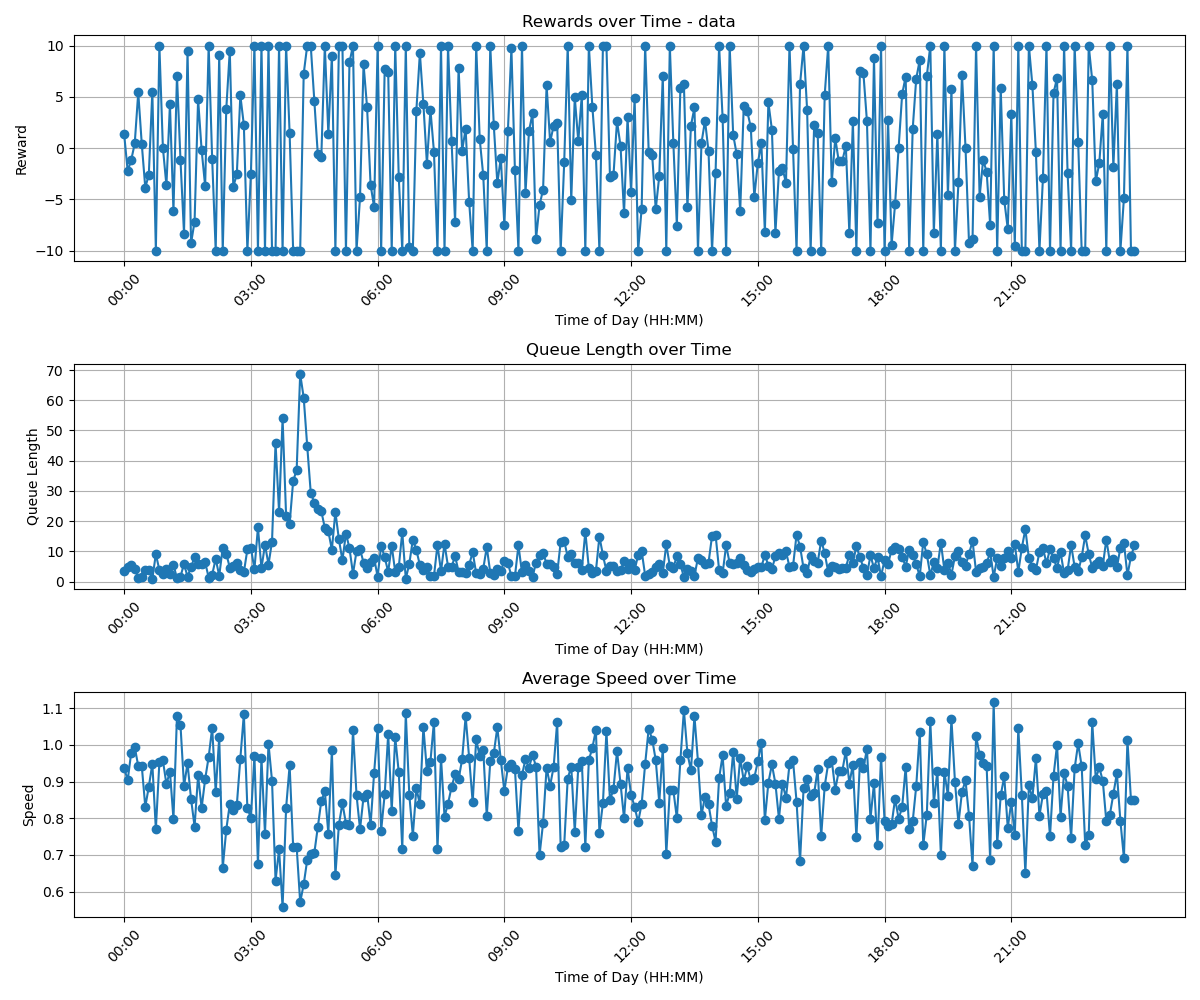 Rewards over Time - data
Reward
10
5
0
−5
−10
00:00 03:00 06:00 09:00 12:00 15:00 18:00 21:00
Time of Day (HH:MM)
Queue Length over Time
Queue Length
70
60
50
40
30
20
10
0
00:00 03:00 06:00 09:00 12:00 15:00 18:00 21:00
Time of Day (HH:MM)
Average Speed over Time
Speed
1.1
1.0
0.9
0.8
0.7
0.6
00:00 03:00 06:00 09:00 12:00 15:00 18:00 21:00
Time of Day (HH:MM)